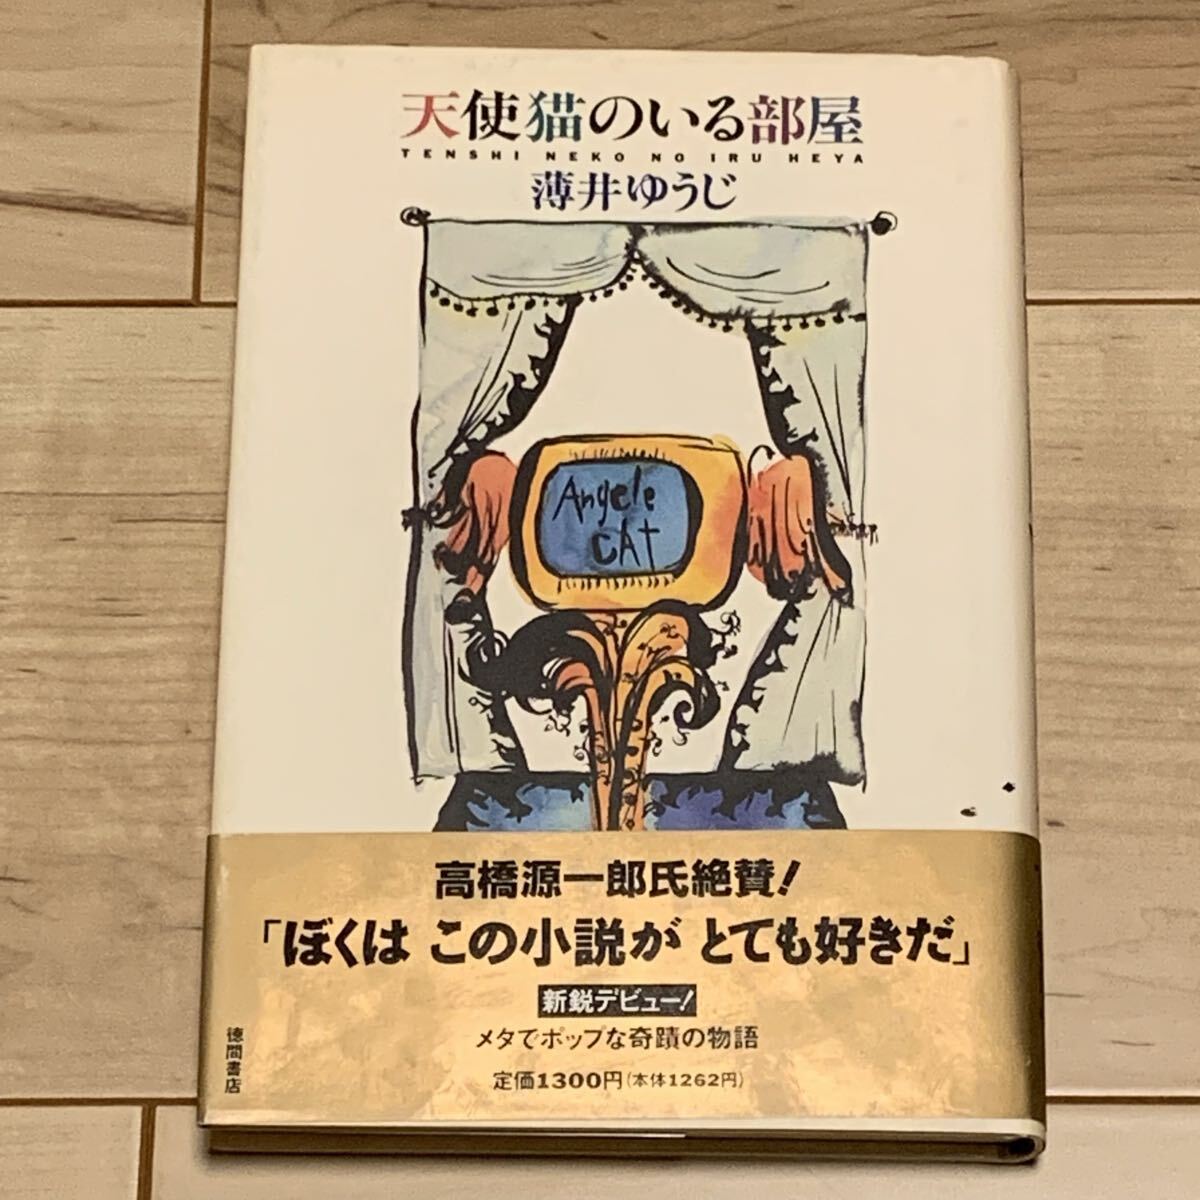 天使猫のいる部屋
TENSHI NEKO NO IRU HEYA
薄井ゆうじ
Angele
CAt
高橋源一郎氏絶賛!
「ぼくは この小説が とても好きだ」
新鋭デビュー!
メタでポップな奇蹟の物語
定価1300円(本体1262円)
徳間書店